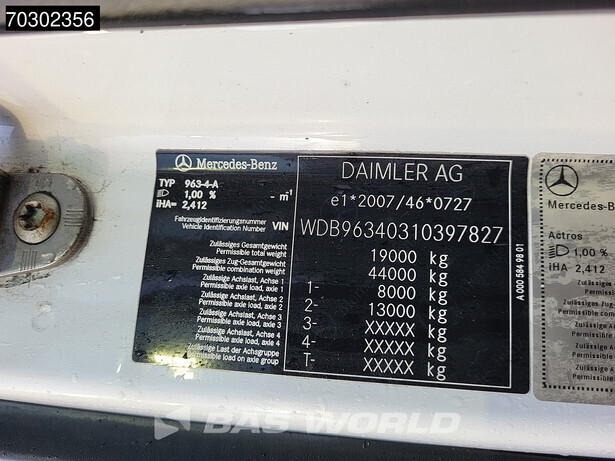 70302356
Mercedes-Benz
TYP 963-4-A
1,00 % - m-1
iHA= 2,412
Fahrzeugidentifizierungsnummer
Vehicle Identification Number VIN
DAIMLER AG
e1*2007/46*0727
WDB96340310397827
Zulässiges Gesamtgewicht
Permissible total weight 19000 kg
Zulässiges Zug-Gesamtgewicht
Permissible combination weight 44000 kg
Zulässige Achslast, Achse 1
Permissible axle load, axle 1 1- 8000 kg
Zulässige Achslast, Achse 2
Permissible axle load, axle 2 2- 13000 kg
Zulässige Achslast, Achse 3
Permissible axle load, axle 3 3- XXXXX kg
Zulässige Achslast, Achse 4
Permissible axle load, axle 4 4- XXXXX kg
Zulässige Last der Achsgruppe
Permissible load on axle group T- XXXXX kg
A 000 584 98 01
Mercedes-B
Actros
1,00 %
iHA 2,412
BAS WORLD